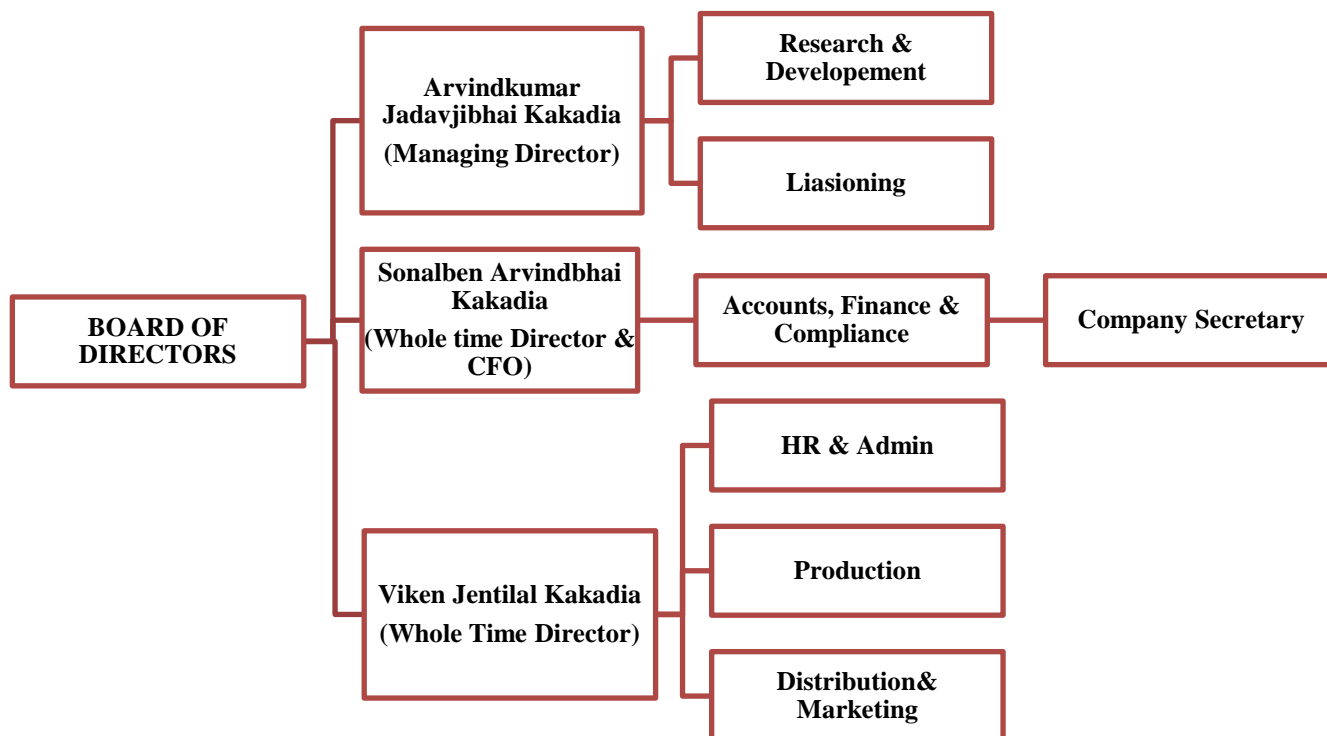 BOARD OF
DIRECTORS
Arvindkumar
Jadavjibhai Kakadia
(Managing Director)
Research &
Developement
Liasioning
Sonalben Arvindbhai
Kakadia
(Whole time Director &
CFO)
Accounts, Finance &
Compliance
Company Secretary
Viken Jentilal Kakadia
(Whole Time Director)
HR & Admin
Production
Distribution&
Marketing